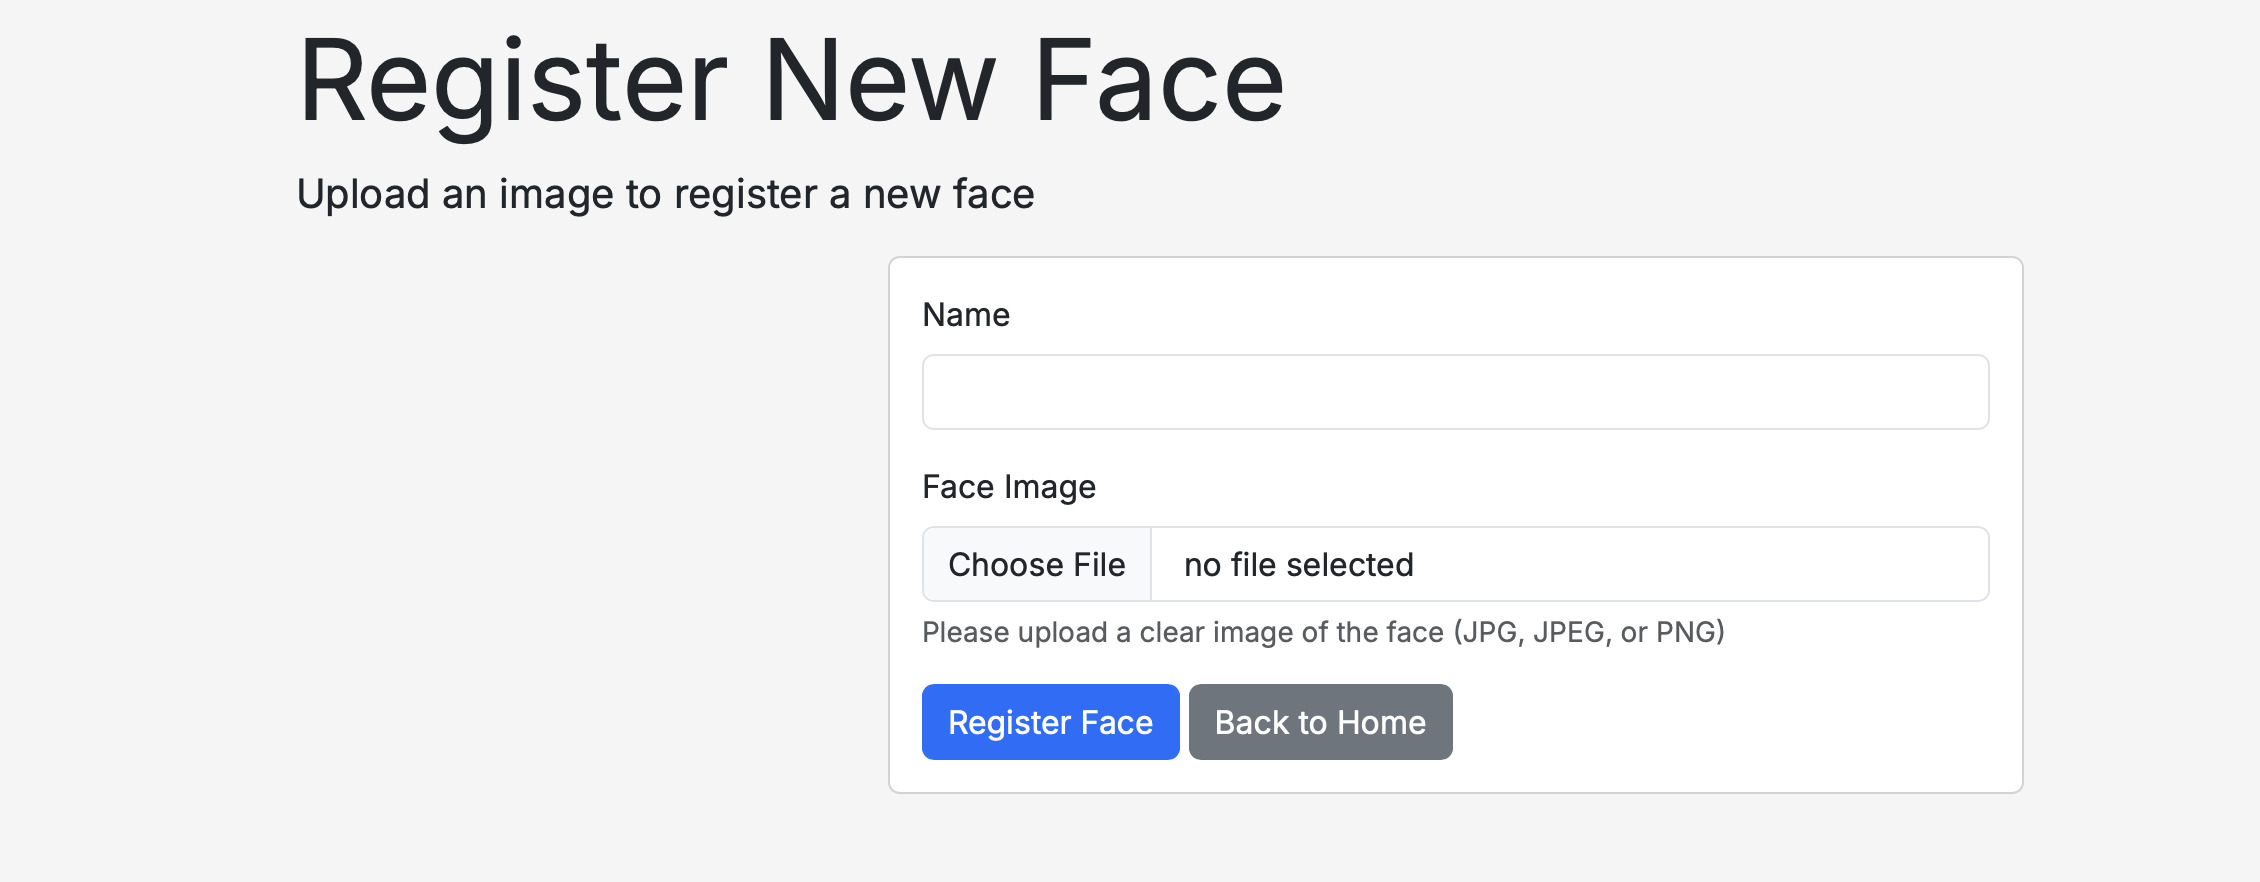 Register New Face
Upload an image to register a new face
Name
Face Image
Choose File no file selected
Please upload a clear image of the face (JPG, JPEG, or PNG)
Register Face Back to Home